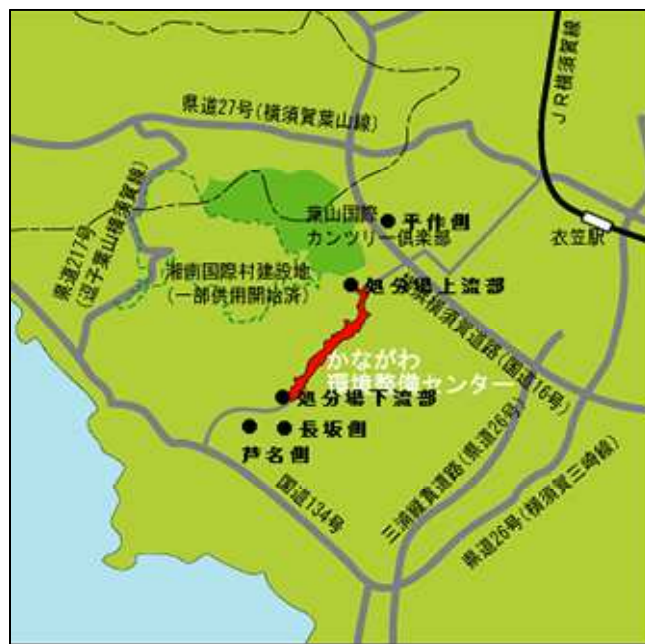 県道27号(横須賀葉山線)
JR横須賀線
県道217号
(逗子葉山横須賀線)
葉山国際
カンツリー倶楽部
平作側
衣笠駅
湘南国際村建設地
(一部供用開始済)
処分場上流部
横須賀道路(国道16号)
かながわ
環境整備センター
処分場下流部
長坂側
芦名側
国道134号
三浦縦貫道路(県道26号)
県道26号(横須賀三崎線)